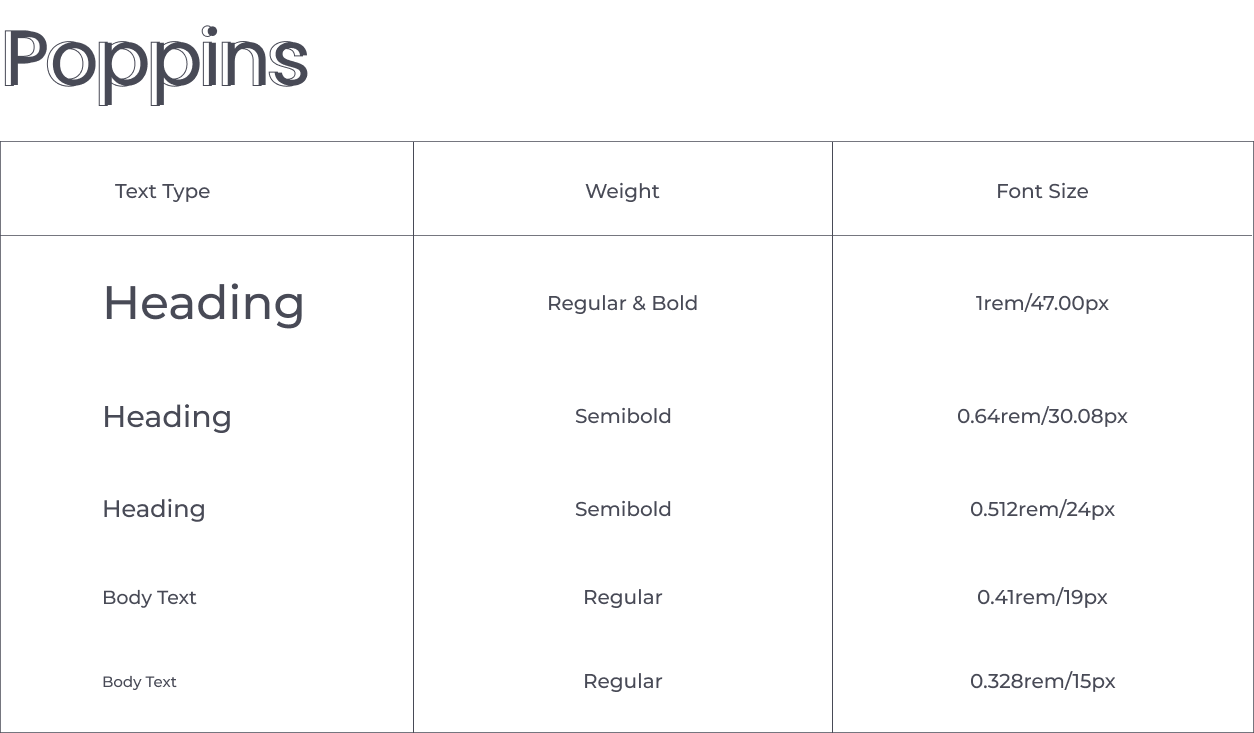 Poppins
Text Type Weight Font Size
Heading Regular & Bold 1rem/47.00px
Heading Semibold 0.64rem/30.08px
Heading Semibold 0.512rem/24px
Body Text Regular 0.41rem/19px
Body Text Regular 0.328rem/15px